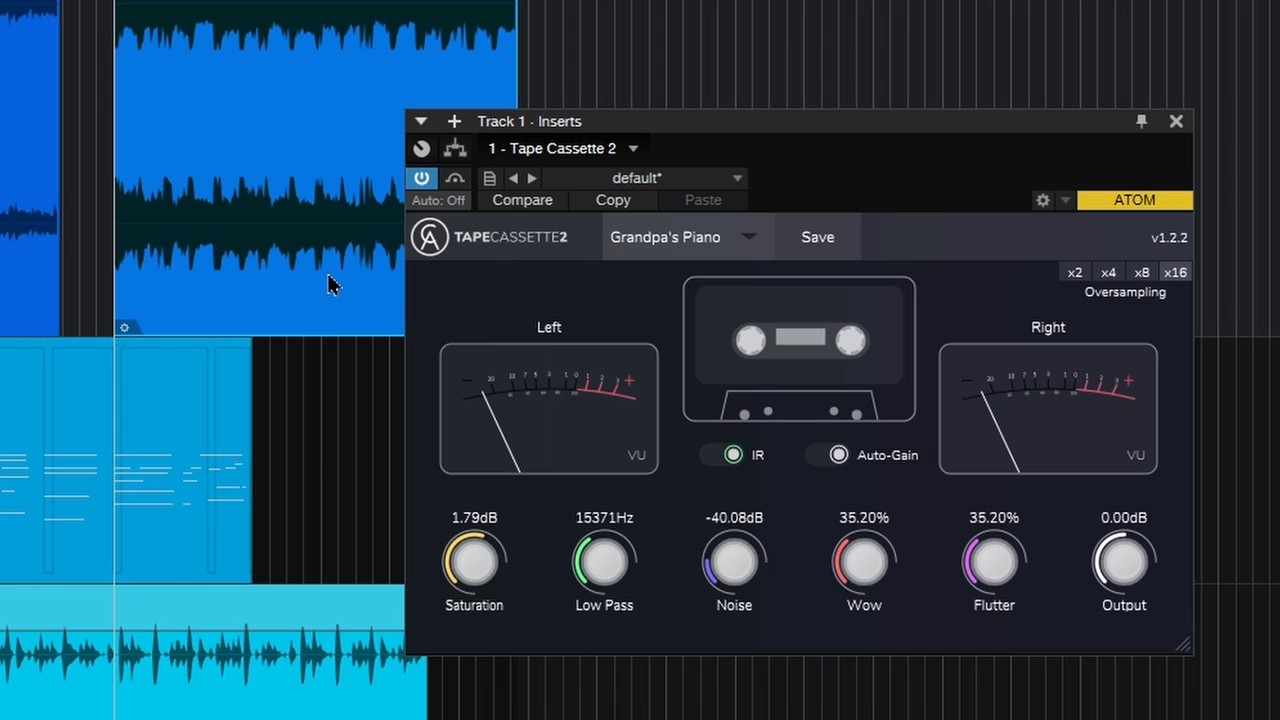 Track 1 - Inserts
1 - Tape Cassette 2
default*
Auto: Off
Compare
Copy
Paste
ATOM
CA TAPECASSETTE2
Grandpa's Piano
Save
v1.2.2
x2 x4 x8 x16
Oversampling
Left
Right
VU
VU
IR
Auto-Gain
1.79dB 15371Hz -40.08dB 35.20% 35.20% 0.00dB
Saturation Low Pass Noise Wow Flutter Output